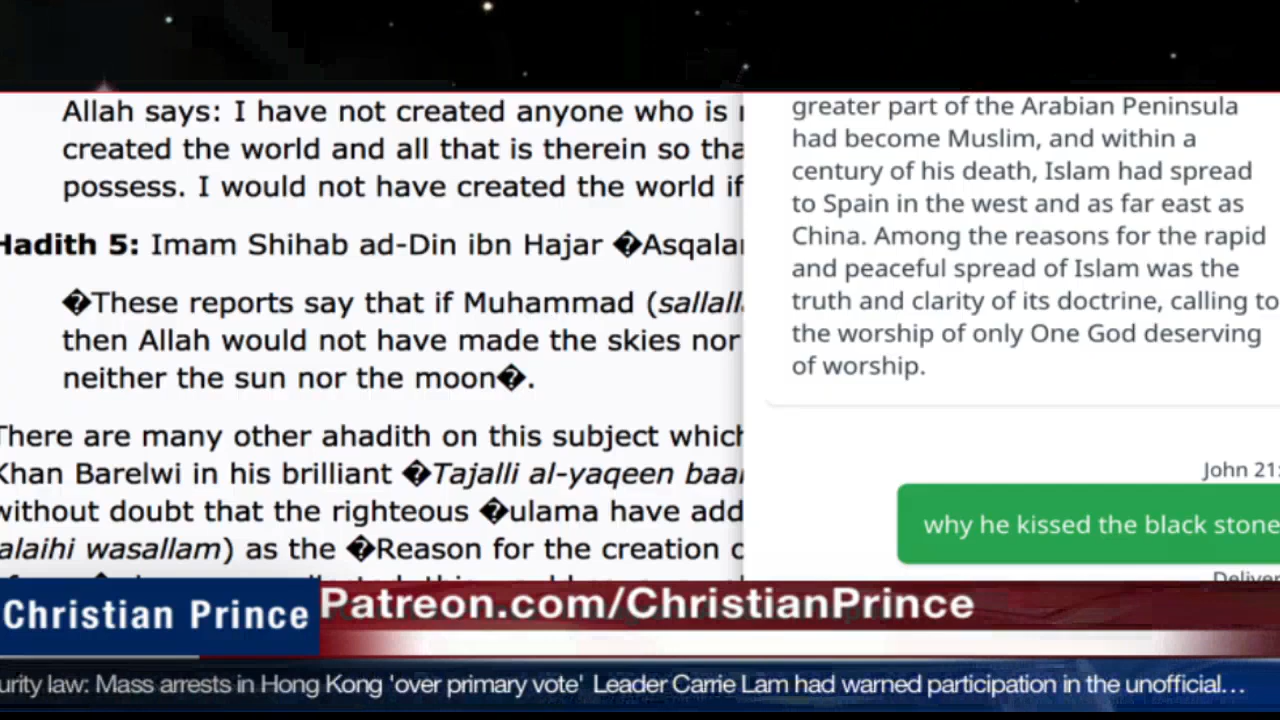 Allah says: I have not created anyone who is
created the world and all that is therein so tha
possess. I would not have created the world if
Hadith 5: Imam Shihab ad-Din ibn Hajar �Asqala
�These reports say that if Muhammad (sallall
then Allah would not have made the skies nor
neither the sun nor the moon�.
There are many other ahadith on this subject which
Khan Barelwi in his brilliant �Tajalli al-yaqeen baa
without doubt that the righteous �ulama have add
alaihi wasallam) as the �Reason for the creation
greater part of the Arabian Peninsula
had become Muslim, and within a
century of his death, Islam had spread
to Spain in the west and as far east as
China. Among the reasons for the rapid
and peaceful spread of Islam was the
truth and clarity of its doctrine, calling to
the worship of only One God deserving
of worship.
John 21:
why he kissed the black stone
Deliver
Christian Prince
Patreon.com/ChristianPrince
urity law: Mass arrests in Hong Kong 'over primary vote' Leader Carrie Lam had warned participation in the unofficial…